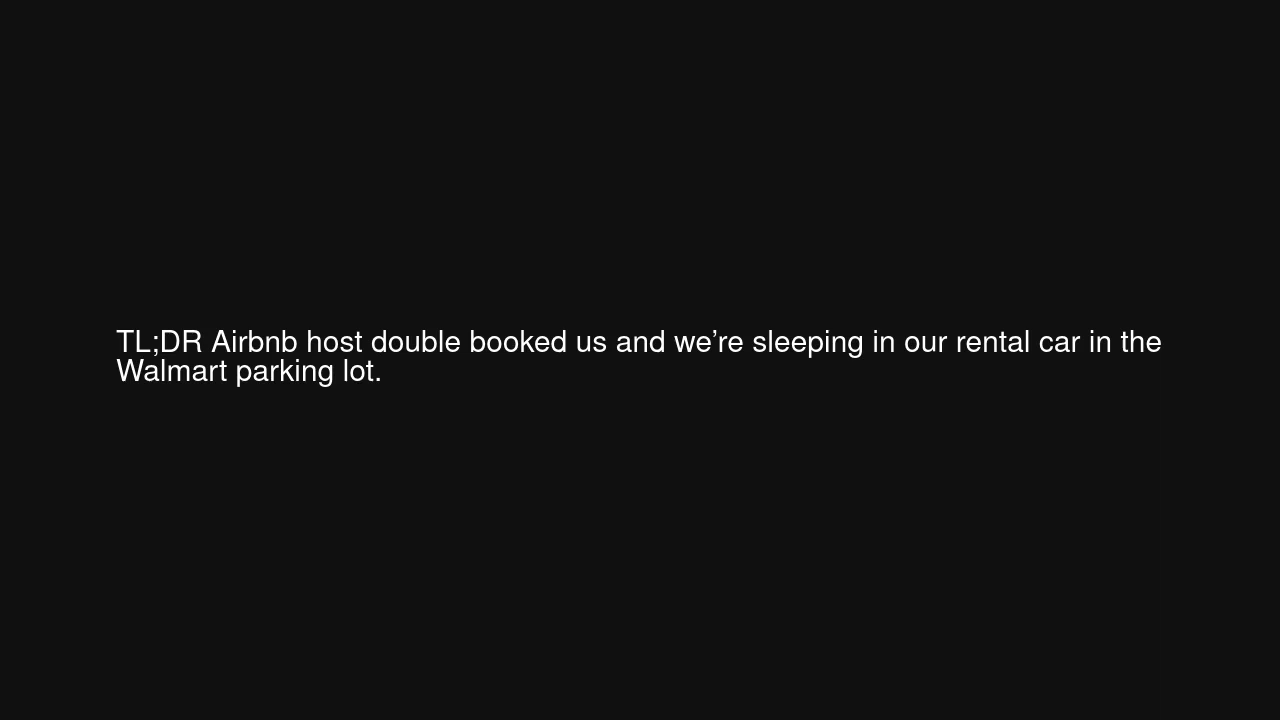 TL;DR Airbnb host double booked us and we’re sleeping in our rental car in the
Walmart parking lot.